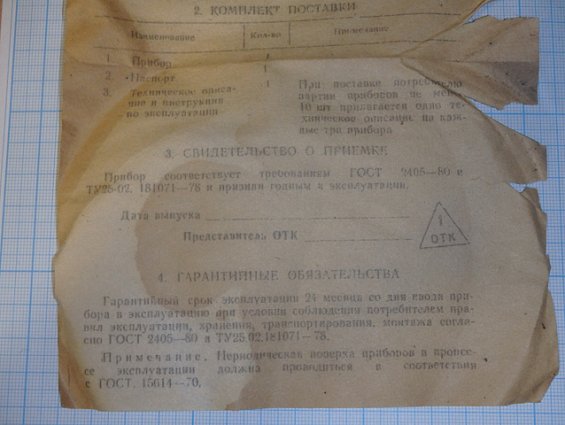 2. КОМПЛЕКТ ПОСТАВКИ
Наименование Кол-во Примечание
1. Прибор 1
2. Паспорт 1
3. Техническое описа- 1 При поставке потребителю
ние и инструкция партии приборов не менее
по эксплуатации 10 шт прилагается одно тех-
ническое описание на каж-
дые три прибора
3. СВИДЕТЕЛЬСТВО О ПРИЕМКЕ
Прибор соответствует требованиям ГОСТ 2405—80 и
ТУ25-02. 181071—78 и признан годным к эксплуатации.
Дата выпуска
Представитель ОТК
1
ОТК
4. ГАРАНТИЙНЫЕ ОБЯЗАТЕЛЬСТВА
Гарантийный срок эксплуатации 24 месяца со дня ввода при-
бора в эксплуатацию при условии соблюдения потребителем пра-
вил эксплуатации, хранения, транспортирования, монтажа согла-
сно ГОСТ 2405—80 и ТУ25.02.181071—78.
Примечание. Периодическая поверка приборов в процес-
се эксплуатации должна проводиться в соответствии
с ГОСТ. 15614—70.